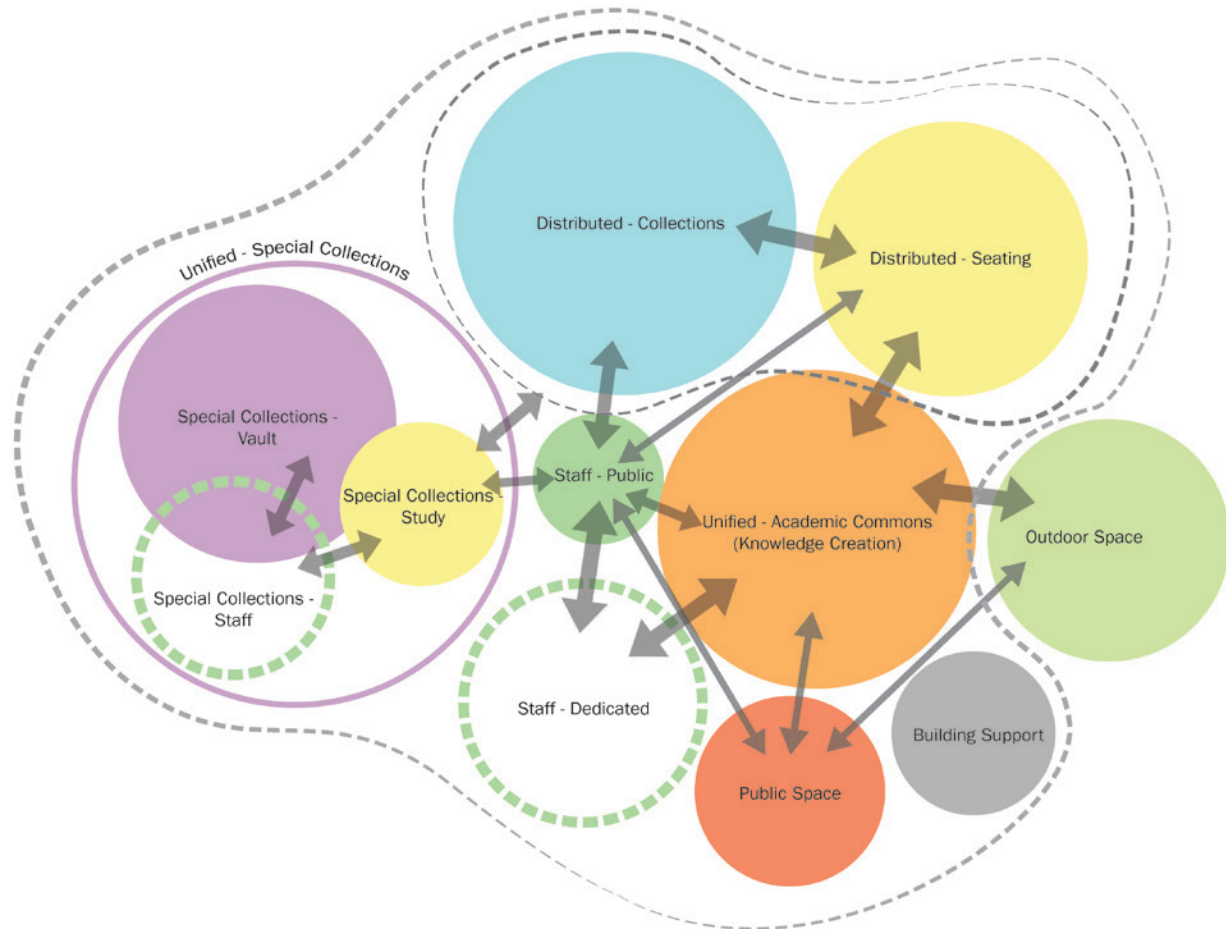 Distributed - Collections
Distributed - Seating
Unified - Special Collections
Special Collections -
Vault
Special Collections -
Study
Staff - Public
Unified - Academic Commons
(Knowledge Creation)
Outdoor Space
Special Collections -
Staff
Staff - Dedicated
Building Support
Public Space